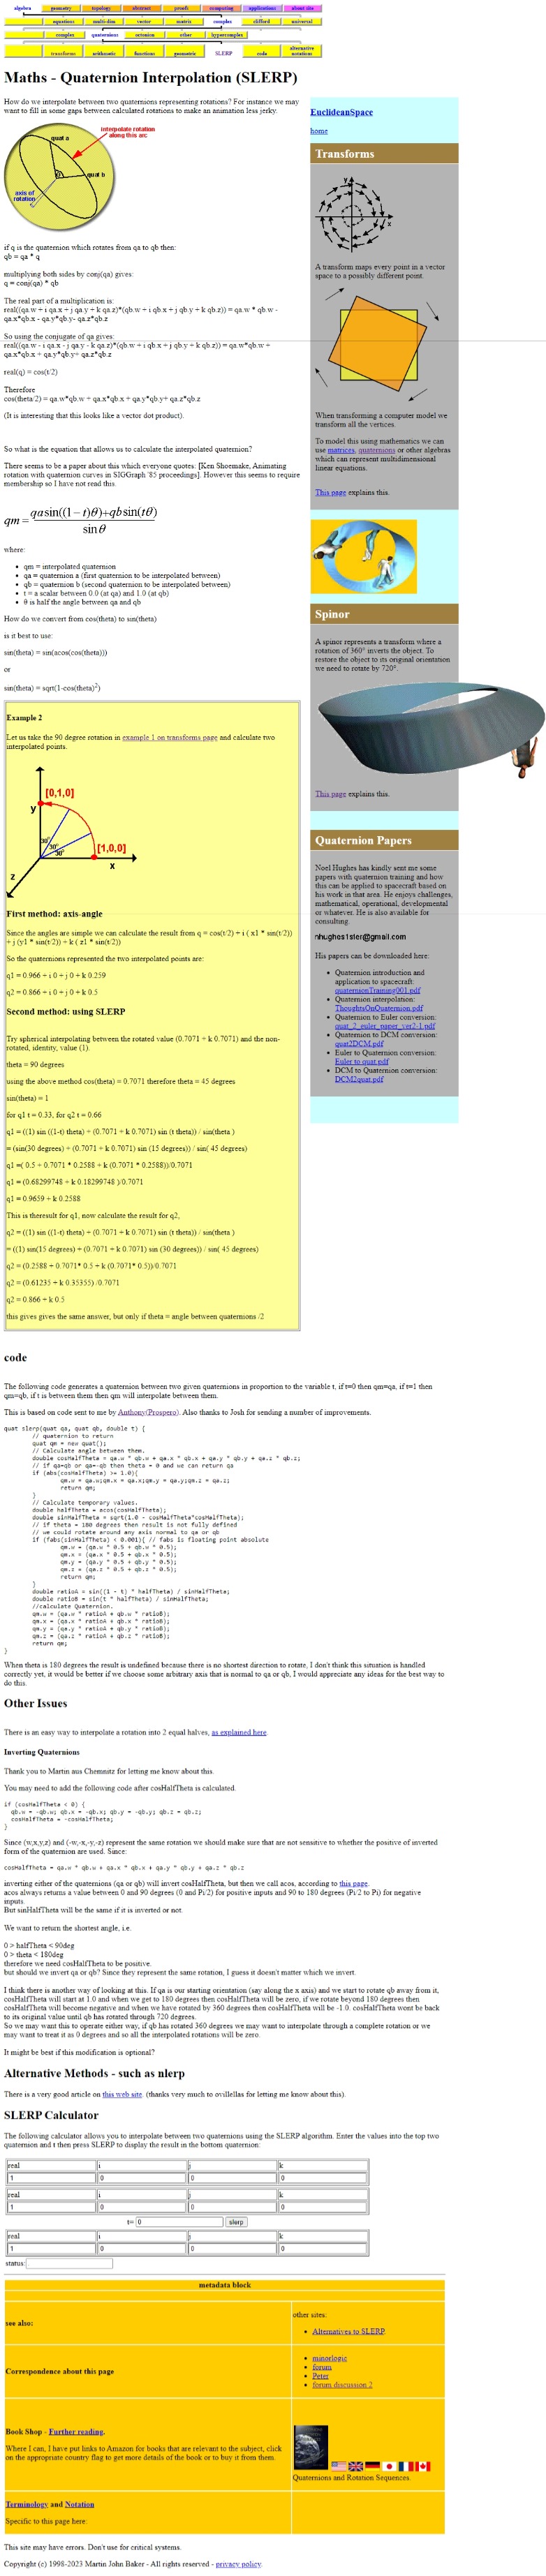 algebra geometry topology abstract proofs computing applications about site
equations multi-dim vector matrix complex clifford universal
complex quaternions octonion other hypercomplex
transforms arithmetic functions geometric SLERP code alternative notations
Maths - Quaternion Interpolation (SLERP)
How do we interpolate between two quaternions representing rotations? For instance we may
want to fill in some gaps between calculated rotations to make an animation less jerky.
quat a
interpolate rotation
along this arc
quat b
axis of
rotation
if q is the quaternion which rotates from qa to qb then:
qb = qa * q
multiplying both sides by conj(qa) gives:
q = conj(qa) * qb
The real part of a multiplication is:
real((qa.w + i qa.x + j qa.y + k qa.z)*(qb.w + i qb.x + j qb.y + k qb.z)) = qa.w * qb.w -
qa.x*qb.x - qa.y*qb.y- qa.z*qb.z
So using the conjugate of qa gives:
real((qa.w - i qa.x - j qa.y - k qa.z)*(qb.w + i qb.x + j qb.y + k qb.z)) = qa.w*qb.w +
qa.x*qb.x + qa.y*qb.y+ qa.z*qb.z
real(q) = cos(t/2)
Therefore
cos(theta/2) = qa.w*qb.w + qa.x*qb.x + qa.y*qb.y+ qa.z*qb.z
(It is interesting that this looks like a vector dot product).
So what is the equation that allows us to calculate the interpolated quaternion?
There seems to be a paper about this which everyone quotes: [Ken Shoemake, Animating
rotation with quaternion curves in SIGGraph '85 proceedings]. However this seems to require
membership so I have not read this.
qm = qa sin((1-t)θ)+qb sin(tθ)
sin θ
where:
• qm = interpolated quaternion
• qa = quaternion a (first quaternion to be interpolated between)
• qb = quaternion b (second quaternion to be interpolated between)
• t = a scalar between 0.0 (at qa) and 1.0 (at qb)
• θ is half the angle between qa and qb
How do we convert from cos(theta) to sin(theta)
is it best to use:
sin(theta) = sin(acos(cos(theta)))
or
sin(theta) = sqrt(1-cos(theta)²)
Example 2
Let us take the 90 degree rotation in example 1 on transforms page and calculate two
interpolated points.
[0,1,0]
y
30°
30°
30°
[1,0,0]
x
z
First method: axis-angle
Since the angles are simple we can calculate the result from q = cos(t/2) + i ( x1 * sin(t/2))
+ j (y1 * sin(t/2)) + k ( z1 * sin(t/2))
So the quaternions represented the two interpolated points are:
q1 = 0.966 + i 0 + j 0 + k 0.259
q2 = 0.866 + i 0 + j 0 + k 0.5
Second method: using SLERP
Try spherical interpolation between the rotated value (0.7071 + k 0.7071) and the non-
rotated, identity, value (1).
theta = 90 degrees
using the above method cos(theta) = 0.7071 therefore theta = 45 degrees
sin(theta) = 1
for q1 t = 0.33, for q2 t = 0.66
q1 = ((1) sin ((1-t) theta) + (0.7071 + k 0.7071) sin (t theta)) / sin(theta )
= (sin(30 degrees) + (0.7071 + k 0.7071) sin (15 degrees)) / sin( 45 degrees)
q1 =( 0.5 + 0.7071 * 0.2588 + k (0.7071 * 0.2588))/0.7071
q1 = (0.68299748 + k 0.18299748 )/0.7071
q1 = 0.9659 + k 0.2588
This is theresult for q1, now calculate the result for q2,
q2 = ((1) sin ((1-t) theta) + (0.7071 + k 0.7071) sin (t theta)) / sin(theta )
= ((1) sin(15 degrees) + (0.7071 + k 0.7071) sin (30 degrees)) / sin( 45 degrees)
q2 = (0.2588 + 0.7071* 0.5 + k (0.7071* 0.5))/0.7071
q2 = (0.61235 + k 0.35355) /0.7071
q2 = 0.866 + k 0.5
this gives gives the same answer, but only if theta = angle between quaternions /2
EuclideanSpace
home
Transforms
y
x
A transform maps every point in a vector
space to a possibly different point.
When transforming a computer model we
transform all the vertices.
To model this using mathematics we can
use matrices, quaternions or other algebras
which can represent multidimensional
linear equations.
This page explains this.
Spinor
A spinor represents a transform where a
rotation of 360° inverts the object. To
restore the object to its original orientation
we need to rotate by 720°.
This page explains this.
Quaternion Papers
Noel Hughes has kindly sent me some
papers with quaternion training and how
this can be applied to spacecraft based on
his work in that area. He enjoys challenges,
mathematical, operational, developmental
or whatever. He is also available for
consulting.
nhughes1ster@gmail.com
His papers can be downloaded here:
• Quaternion introduction and
application to spacecraft:
quaternionTraining001.pdf
• Quaternion interpolation:
ThoughtsOnQuaternion.pdf
• Quaternion to Euler conversion:
quat_2_euler_paper_ver2-1.pdf
• Quaternion to DCM conversion:
quat2DCM.pdf
• Euler to Quaternion conversion:
Euler to quat.pdf
• DCM to Quaternion conversion:
DCM2quat.pdf
code
The following code generates a quaternion between two given quaternions in proportion to the variable t, if t=0 then qm=qa, if t=1 then
qm=qb, if t is between them then qm will interpolate between them.
This is based on code sent to me by Anthony(Prospero). Also thanks to Josh for sending a number of improvements.
quat slerp(quat qa, quat qb, double t) {
// quaternion to return
quat qm = new quat();
// Calculate angle between them.
double cosHalfTheta = qa.w * qb.w + qa.x * qb.x + qa.y * qb.y + qa.z * qb.z;
// if qa=qb or qa=-qb then theta = 0 and we can return qa
if (abs(cosHalfTheta) >= 1.0){
qm.w = qa.w;qm.x = qa.x;qm.y = qa.y;qm.z = qa.z;
return qm;
}
// Calculate temporary values.
double halfTheta = acos(cosHalfTheta);
double sinHalfTheta = sqrt(1.0 - cosHalfTheta*cosHalfTheta);
// if theta = 180 degrees then result is not fully defined
// we could rotate around any axis normal to qa or qb
if (fabs(sinHalfTheta) < 0.001){ // fabs is floating point absolute
qm.w = (qa.w * 0.5 + qb.w * 0.5);
qm.x = (qa.x * 0.5 + qb.x * 0.5);
qm.y = (qa.y * 0.5 + qb.y * 0.5);
qm.z = (qa.z * 0.5 + qb.z * 0.5);
return qm;
}
double ratioA = sin((1 - t) * halfTheta) / sinHalfTheta;
double ratioB = sin(t * halfTheta) / sinHalfTheta;
//calculate Quaternion.
qm.w = (qa.w * ratioA + qb.w * ratioB);
qm.x = (qa.x * ratioA + qb.x * ratioB);
qm.y = (qa.y * ratioA + qb.y * ratioB);
qm.z = (qa.z * ratioA + qb.z * ratioB);
return qm;
}
When theta is 180 degrees the result is undefined because there is no shortest direction to rotate, I don't think this situation is handled
correctly yet, it would be better if we choose some arbitrary axis that is normal to qa or qb, I would appreciate any ideas for the best way to
do this.
Other Issues
There is an easy way to interpolate a rotation into 2 equal halves, as explained here.
Inverting Quaternions
Thank you to Martin aus Chemnitz for letting me know about this.
You may need to add the following code after cosHalfTheta is calculated.
if (cosHalfTheta < 0) {
qb.w = -qb.w; qb.x = -qb.x; qb.y = -qb.y; qb.z = qb.z;
cosHalfTheta = -cosHalfTheta;
}
Since (w,x,y,z) and (-w,-x,-y,-z) represent the same rotation we should make sure that are not sensitve to whether the positive of inverted
form of the quaternion are used. Since:
cosHalfTheta = qa.w * qb.w + qa.x * qb.x + qa.y * qb.y + qa.z * qb.z
inverting either of the quaternions (qa or qb) will invert cosHalfTheta, but then we call acos, according to this page.
acos always returns a value between 0 and 90 degrees (0 and Pi/2) for positive inputs and 90 to 180 degrees (Pi/2 to Pi) for negative
inputs.
But sinHalfTheta will be the same if it is inverted or not.
We want to return the shortest angle, i.e.
0 > halfTheta < 90deg
0 > theta < 180deg
therefore we need cosHalfTheta to be positive.
but should we invert qa or qb? Since they represent the same rotation, I guess it doesn't matter which we invert.
I think there is another way of looking at this. If qa is our starting orientation (say along the x axis) and we start to rotate qb away from it,
cosHalfTheta will start at 1.0 and when we get to 180 degrees then cosHalfTheta will be zero, if we rotate beyond 180 degrees then
cosHalfTheta will become negative and when we have rotated by 360 degrees then cosHalfTheta will be -1.0. cosHalfTheta wont be back
to its original value until qb has rotated through 720 degrees.
So we may want this to operate either way, if qb has rotated 360 degrees we may want to interpolate through a complete rotation or we
may want to treat it as 0 degrees and so all the interpolated rotations will be zero.
It might be best if this modification is optional?
Alternative Methods - such as nlerp
There is a very good article on this web site. (thanks very much to ovillellas for letting me know about this).
SLERP Calculator
The following calculator allows you to interpolate between two quaternions using the SLERP algorithm. Enter the values into the top two
quaternion and t then press SLERP to display the result in the bottom quaternion:
real i j k
1 0 0 0
real i j k
1 0 0 0
t= 0 slerp
real i j k
1 0 0 0
status:
metadata block
see also:
other sites:
• Alternatives to SLERP.
Correspondence about this page
• minorlogic
• forum
• Peter
• forum discussion 2
Book Shop - Further reading.
Where I can, I have put links to Amazon for books that are relevant to the subject, click
on the appropriate country flag to get more details of the book or to buy it from them.
Quaternions and Rotation Sequences.
Terminology and Notation
Specific to this page here:
This site may have errors. Don't use for critical systems.
Copyright (c) 1998-2023 Martin John Baker - All rights reserved - privacy policy.